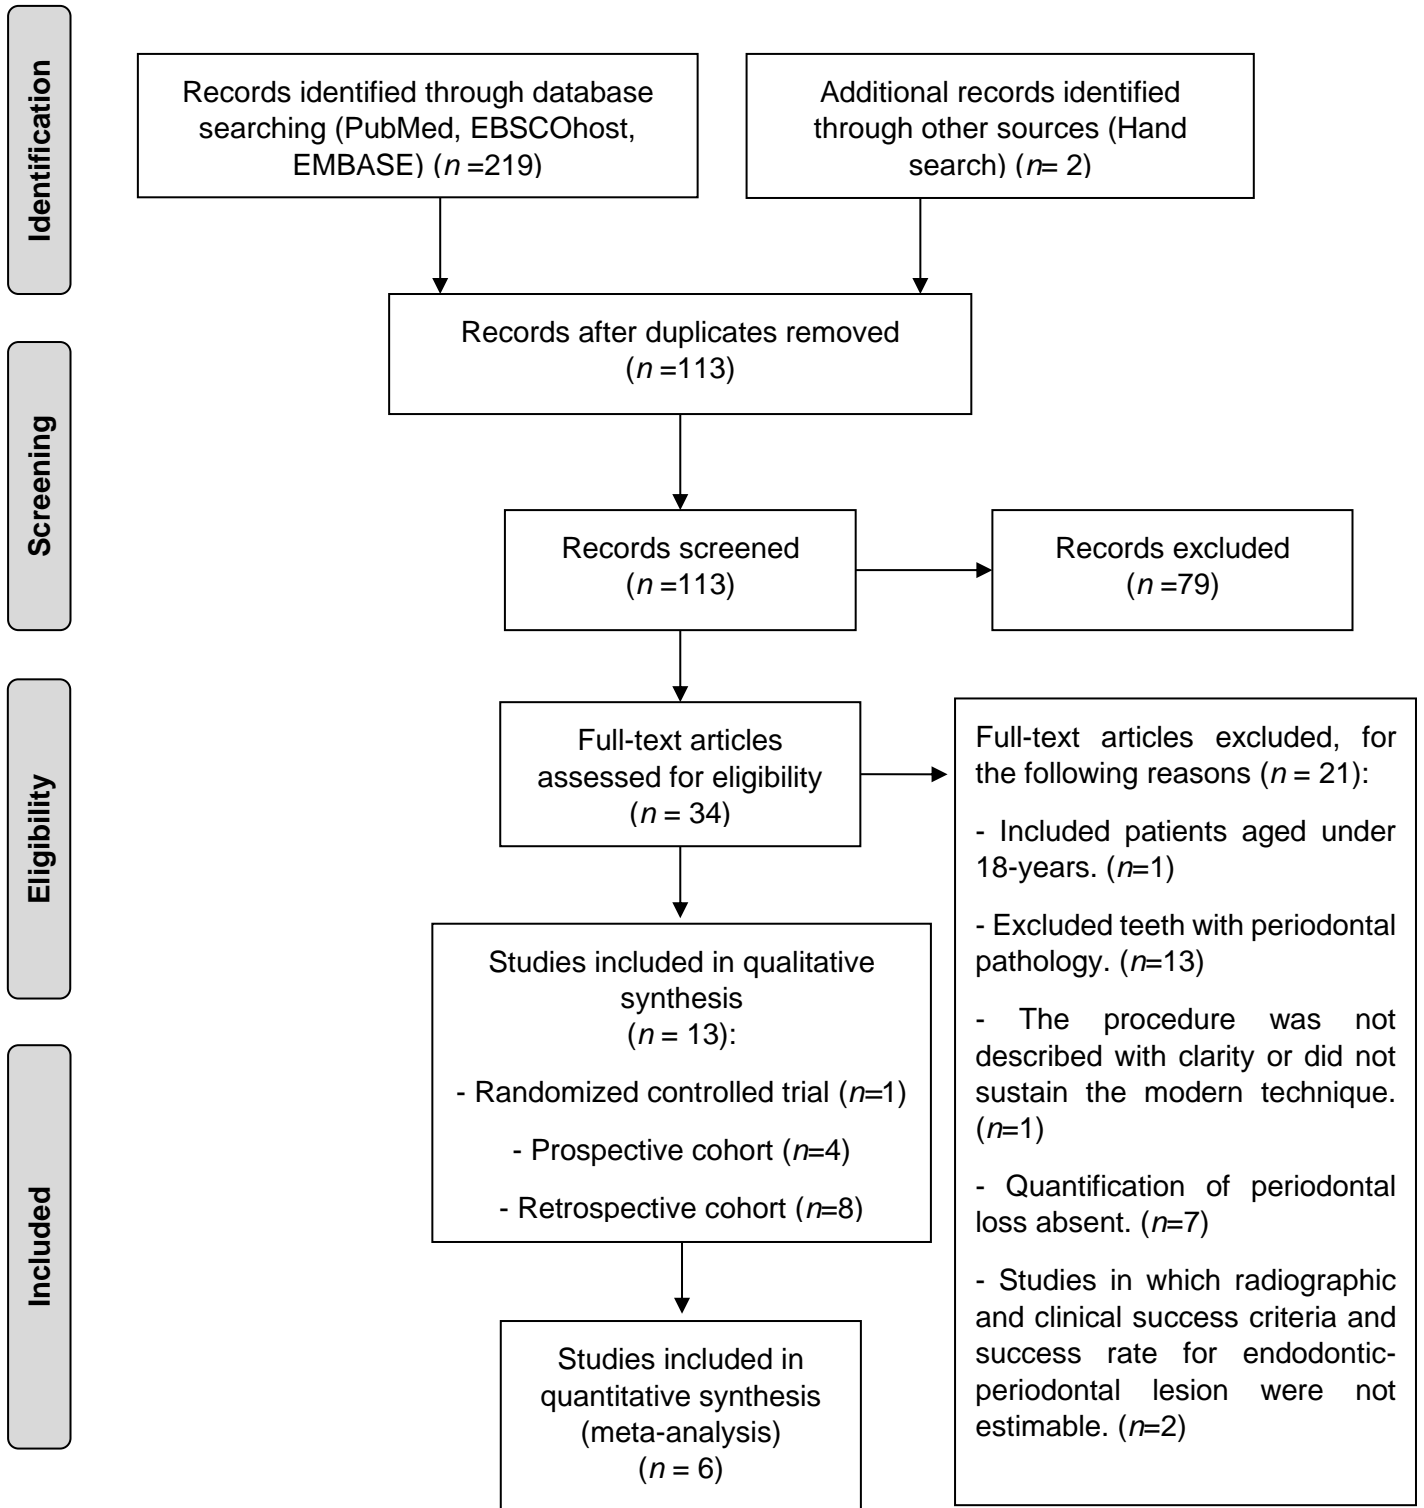 Identification
Records identified through database
searching (PubMed, EBSCOhost,
EMBASE) (n =219)
Additional records identified
through other sources (Hand
search) (n= 2)
Records after duplicates removed
(n =113)
Screening
Records screened
(n =113)
Records excluded
(n =79)
Eligibility
Full-text articles
assessed for eligibility
(n = 34)
Full-text articles excluded, for
the following reasons (n = 21):
- Included patients aged under
18-years. (n=1)
- Excluded teeth with periodontal
pathology. (n=13)
- The procedure was not
described with clarity or did not
sustain the modern technique.
(n=1)
- Quantification of periodontal
loss absent. (n=7)
- Studies in which radiographic
and clinical success criteria and
success rate for endodontic-
periodontal lesion were not
estimable. (n=2)
Studies included in qualitative
synthesis
(n = 13):
- Randomized controlled trial (n=1)
- Prospective cohort (n=4)
- Retrospective cohort (n=8)
Included
Studies included in
quantitative synthesis
(meta-analysis)
(n = 6)